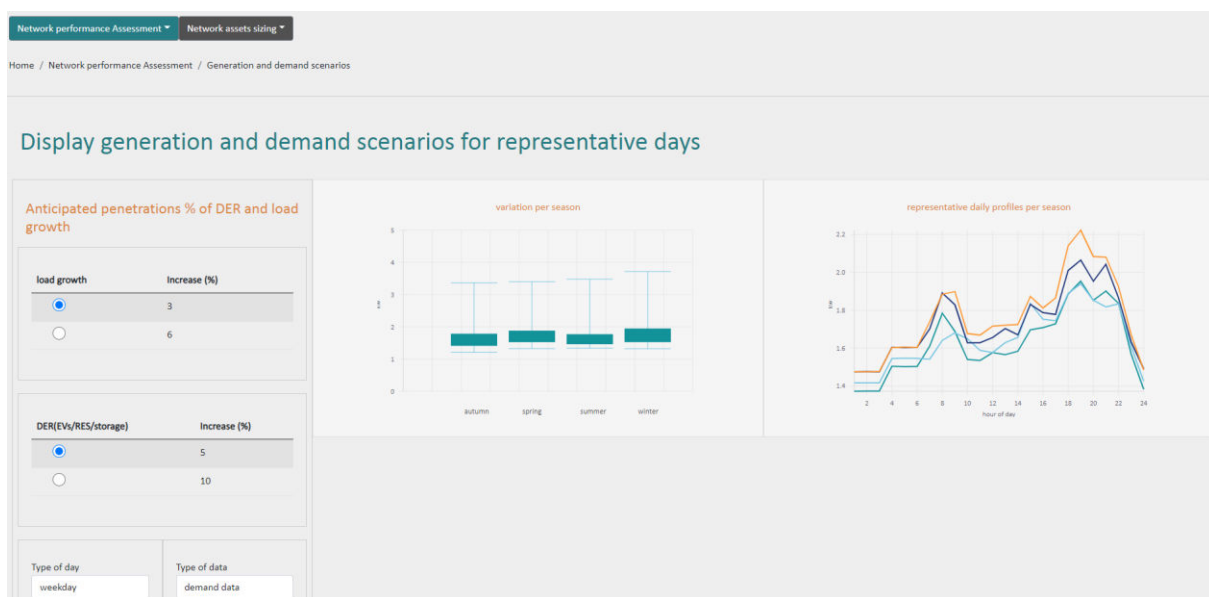 Network performance Assessment Network assets sizing
Home / Network performance Assessment / Generation and demand scenarios
Display generation and demand scenarios for representative days
Anticipated penetrations % of DER and load
growth
load growth Increase (%)
3
6
DER(EVs/RES/storage) Increase (%)
5
10
Type of day Type of data
weekday demand data
variation per season
5
4
3
2
1
0
autumn spring summer winter
representative daily profiles per season
2.2
2.0
1.8
1.6
1.4
2 4 6 8 10 12 14 16 18 20 22 24
hour of day